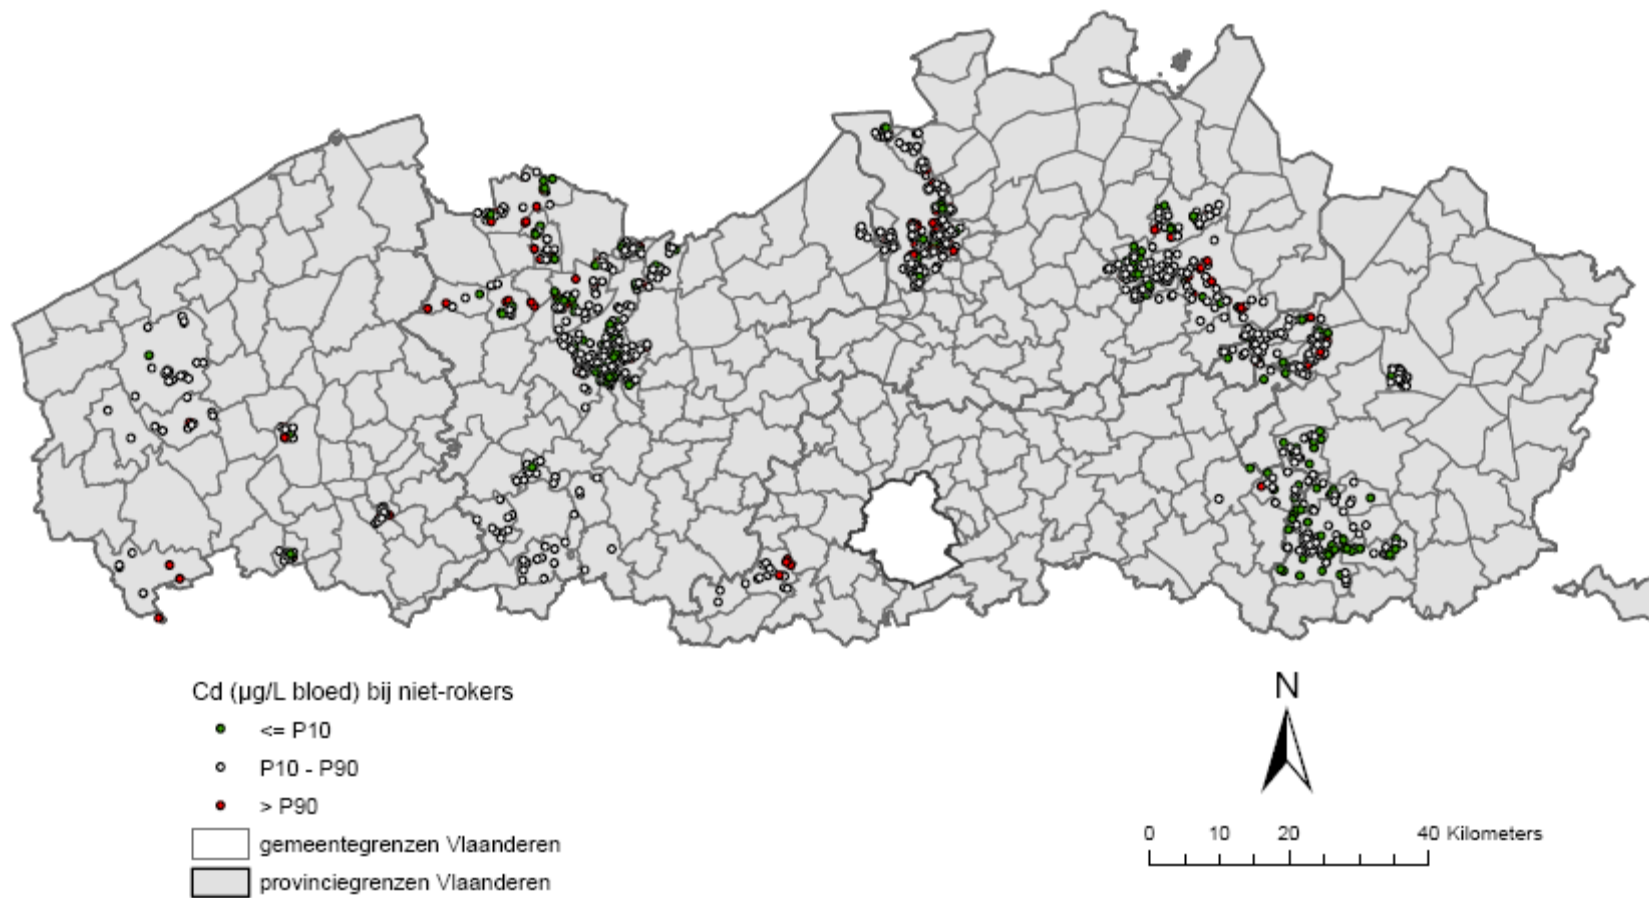 Cd (µg/L bloed) bij niet-rokers
<= P10
P10 - P90
> P90
gemeentegrenzen Vlaanderen
provinciegrenzen Vlaanderen
N
0 10 20 40 Kilometers